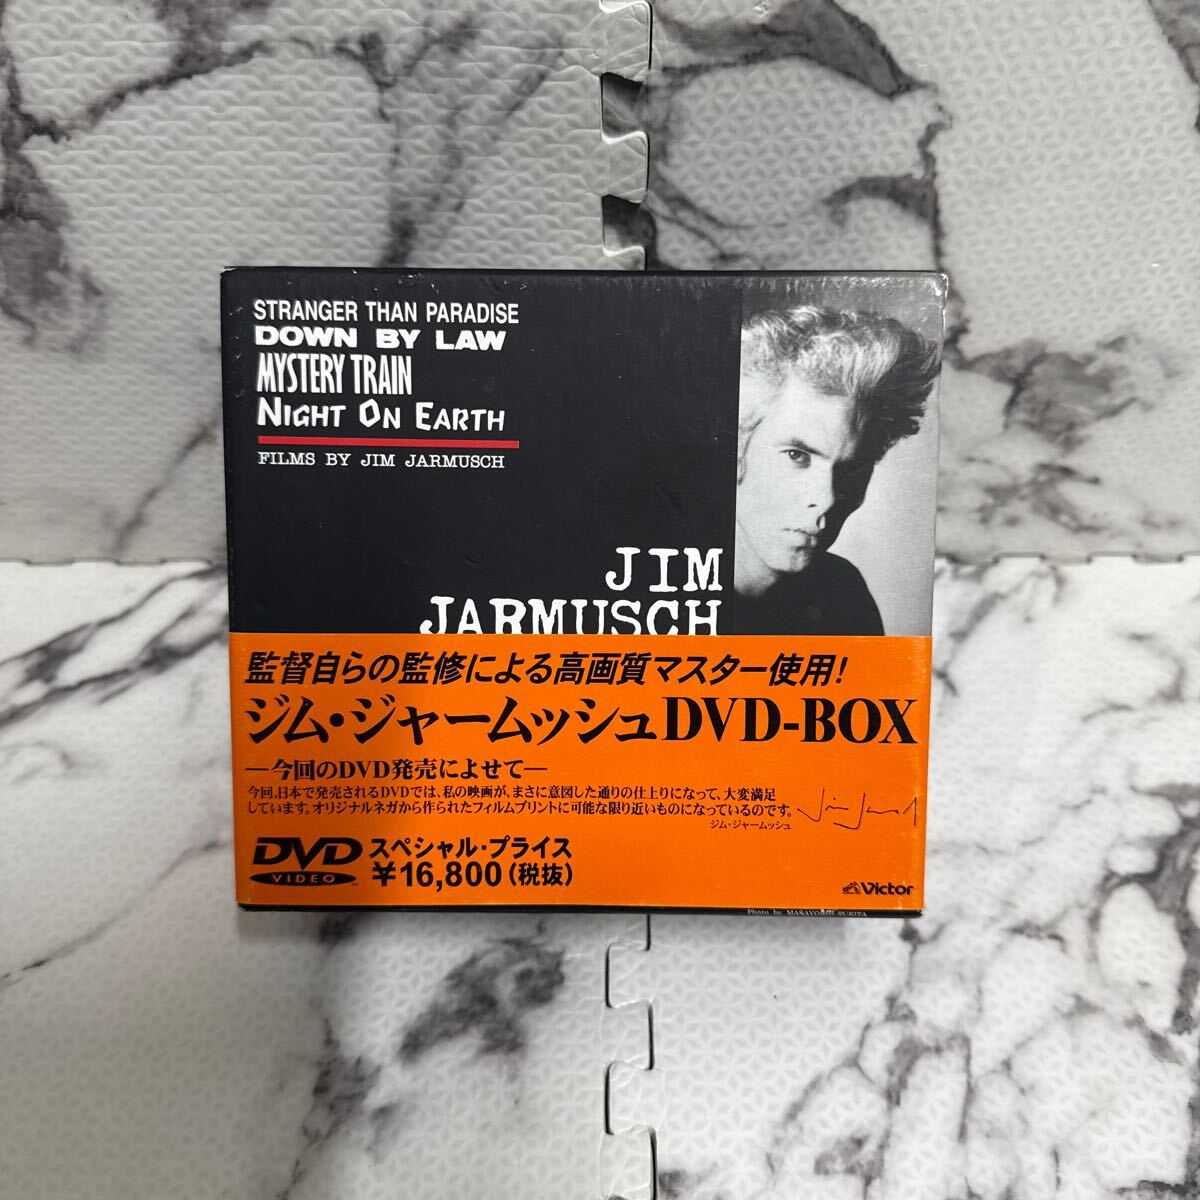 STRANGER THAN PARADISE
DOWN BY LAW
MYSTERY TRAIN
NIGHT ON EARTH
FILMS BY JIM JARMUSCH
JIM
JARMUSCH
監督自らの監修による高画質マスター使用!
ジム・ジャームッシュDVD-BOX
—今回のDVD発売によせて—
今回、日本で発売されるDVDでは、私の映画が、まさに意図した通りの仕上りになって、大変満足
しています。オリジナルネガから作られたフィルムプリントに可能な限り近いものになっているのです。
ジム・ジャームッシュ
DVD
VIDEO
スペシャル・プライス
¥16,800(税抜)
Victor
Photo by MASAYOSHI SUKITA